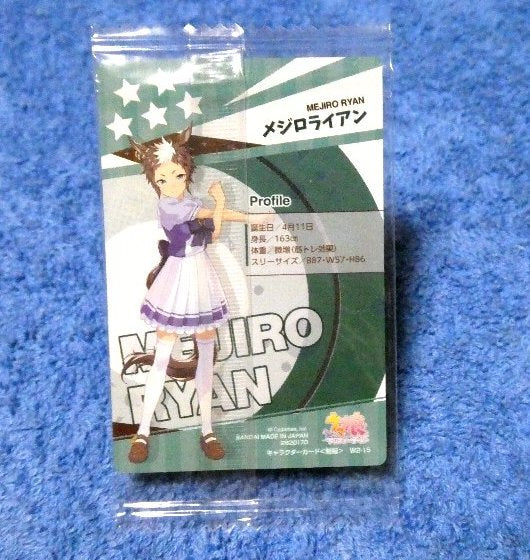 MEJIRO RYAN
メジロライアン
Profile
誕生日／4月11日
身長／163cm
体重／微増(筋トレ効果)
スリーサイズ／B87・W57・H86
MEJIRO
RYAN
© Cygames, Inc.
BANDAI MADE IN JAPAN
2620170
キャラクターカード<制服> W2-15